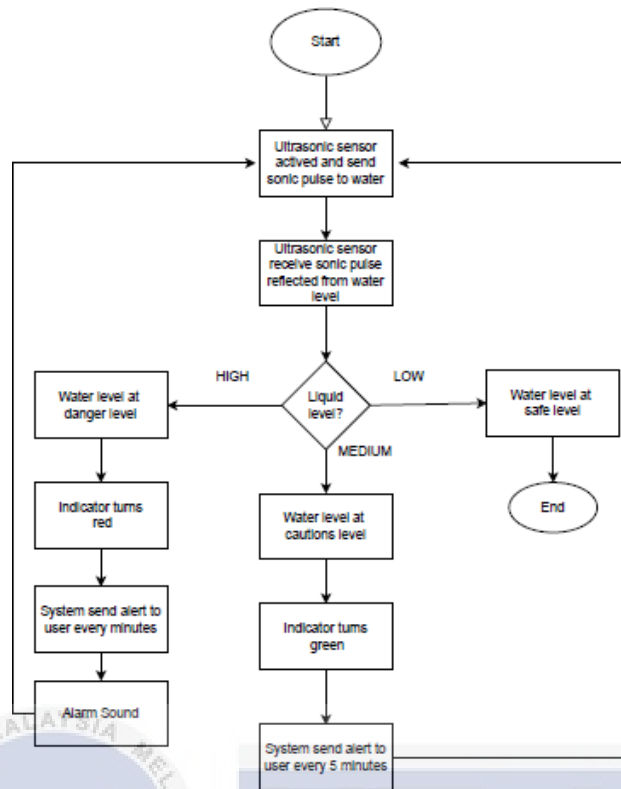 Start
Ultrasonic sensor
actived and send
sonic pulse to water
Ultrasonic sensor
receive sonic pulse
reflected from water
level
HIGH
Liquid
level?
LOW
MEDIUM
Water level at
danger level
Indicator turns
red
System send alert to
user every minutes
Alarm Sound
Water level at
cautions level
Indicator turns
green
System send alert to
user every 5 minutes
Water level at
safe level
End
MALAYSIA